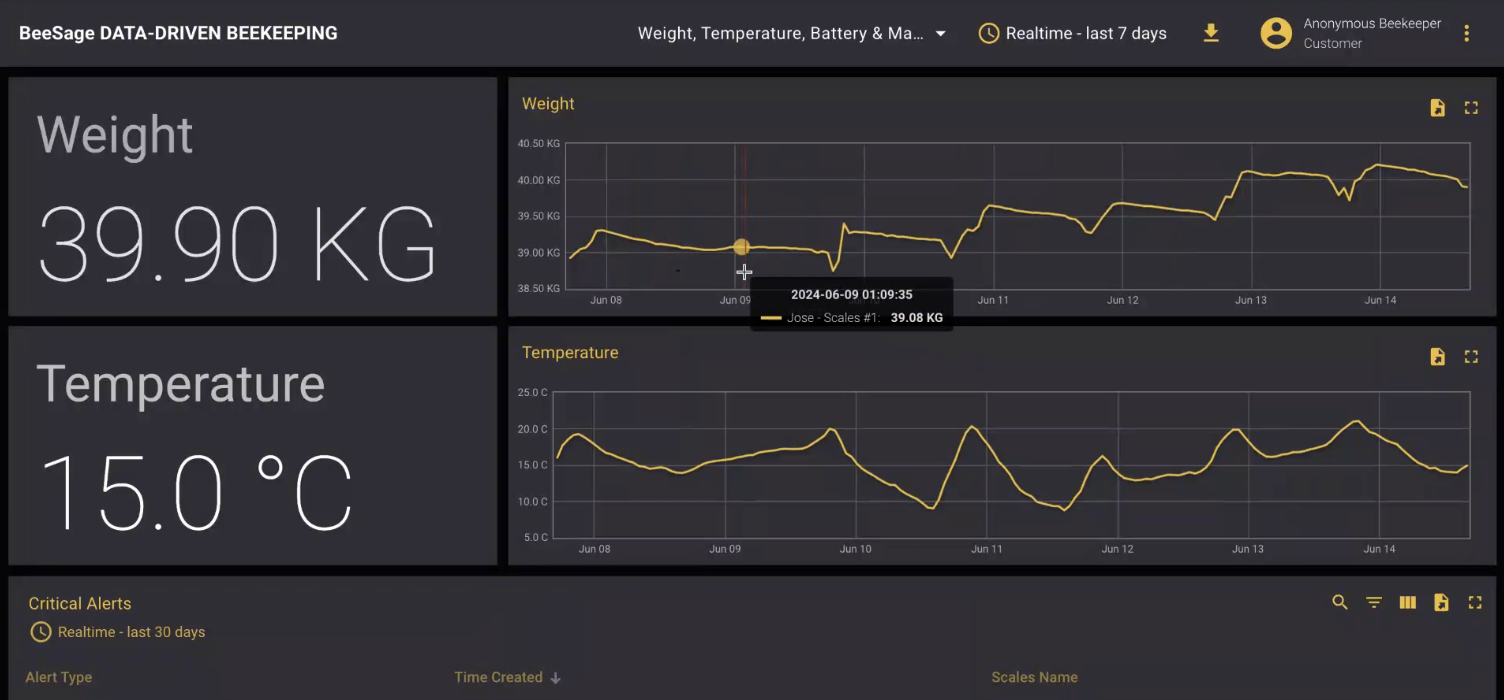 BeeSage DATA-DRIVEN BEEKEEPING
Weight, Temperature, Battery & Ma...
Realtime - last 7 days
Anonymous Beekeeper
Customer
Weight
39.90 KG
Weight
40.50 KG
40.00 KG
39.50 KG
39.00 KG
38.50 KG
Jun 08
Jun 09
Jun 11
Jun 12
Jun 13
Jun 14
2024-06-09 01:09:35
Jose - Scales #1: 39.08 KG
Temperature
15.0 °C
Temperature
25.0 C
20.0 C
15.0 C
10.0 C
5.0 C
Jun 08
Jun 09
Jun 10
Jun 11
Jun 12
Jun 13
Jun 14
Critical Alerts
Realtime - last 30 days
Alert Type
Time Created
Scales Name